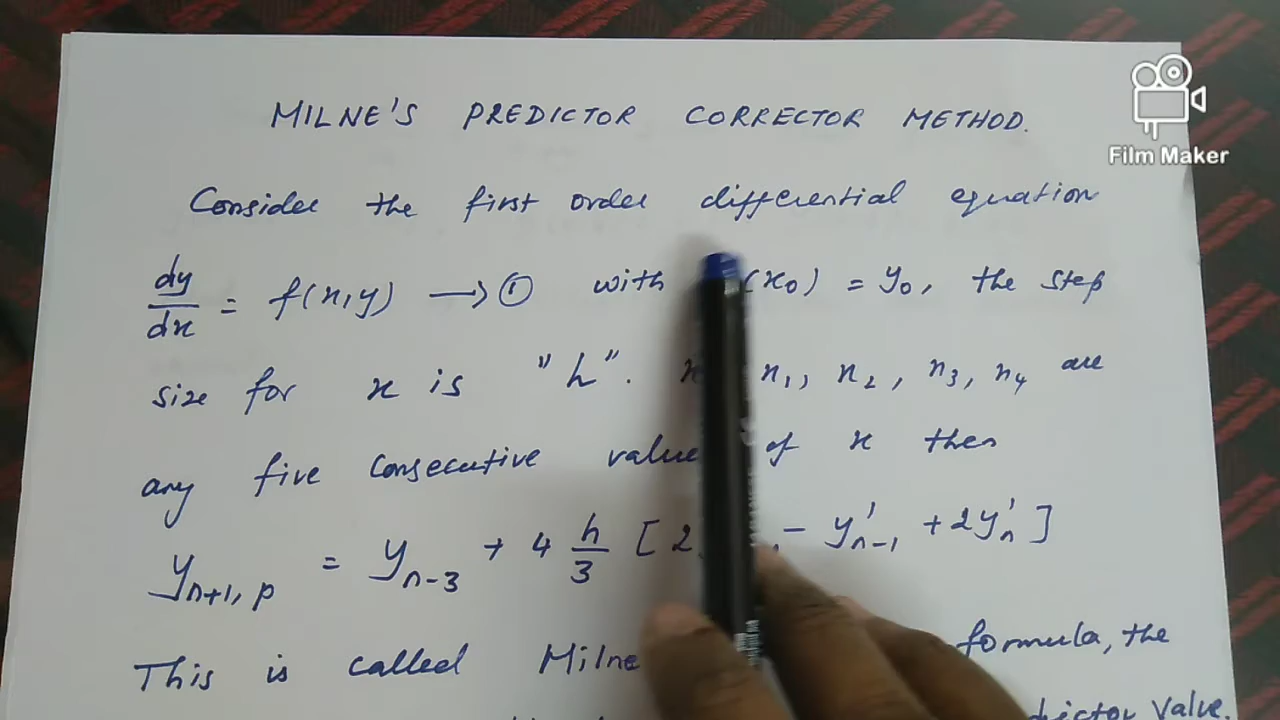 MILNE'S PREDICTOR CORRECTOR METHOD.
Film Maker
Consider the first order differential equation
dy/dx = f(x,y) → ① with (x₀) = y₀, the step
size for x is "h". x₁, x₂, x₃, x₄ are
any five consecutive value of x then
yₙ₊₁,ₚ = yₙ₋₃ + 4 h/3 [2 - y'ₙ₋₁ + 2y'ₙ]
This is called Milne formula, the
value.